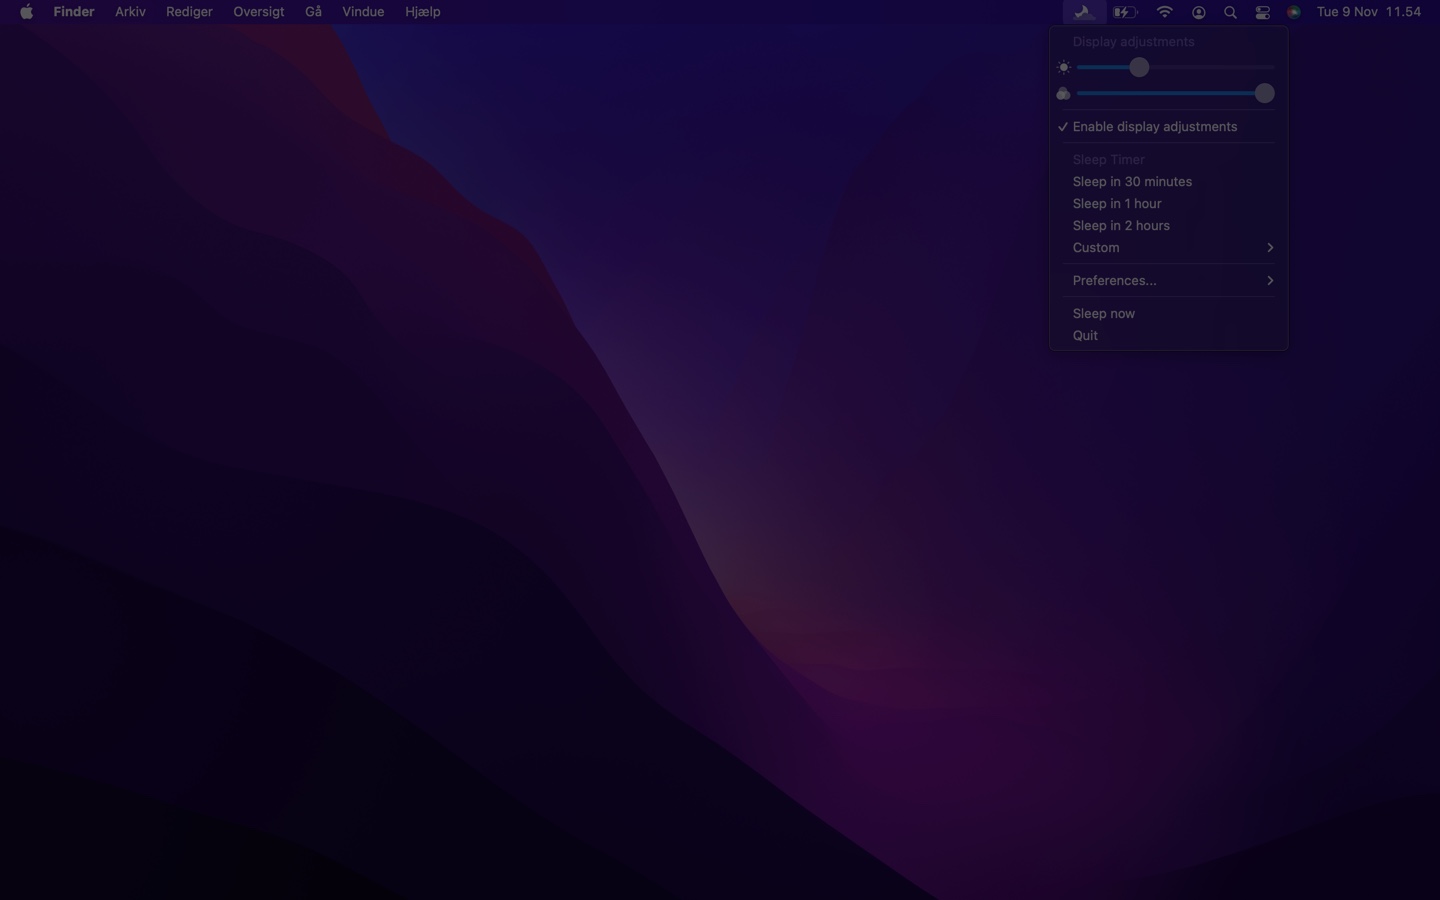 Finder Arkiv Rediger Oversigt Gå Vindue Hjælp Tue 9 Nov 11.54
Display adjustments
Enable display adjustments
Sleep Timer
Sleep in 30 minutes
Sleep in 1 hour
Sleep in 2 hours
Custom
Preferences...
Sleep now
Quit